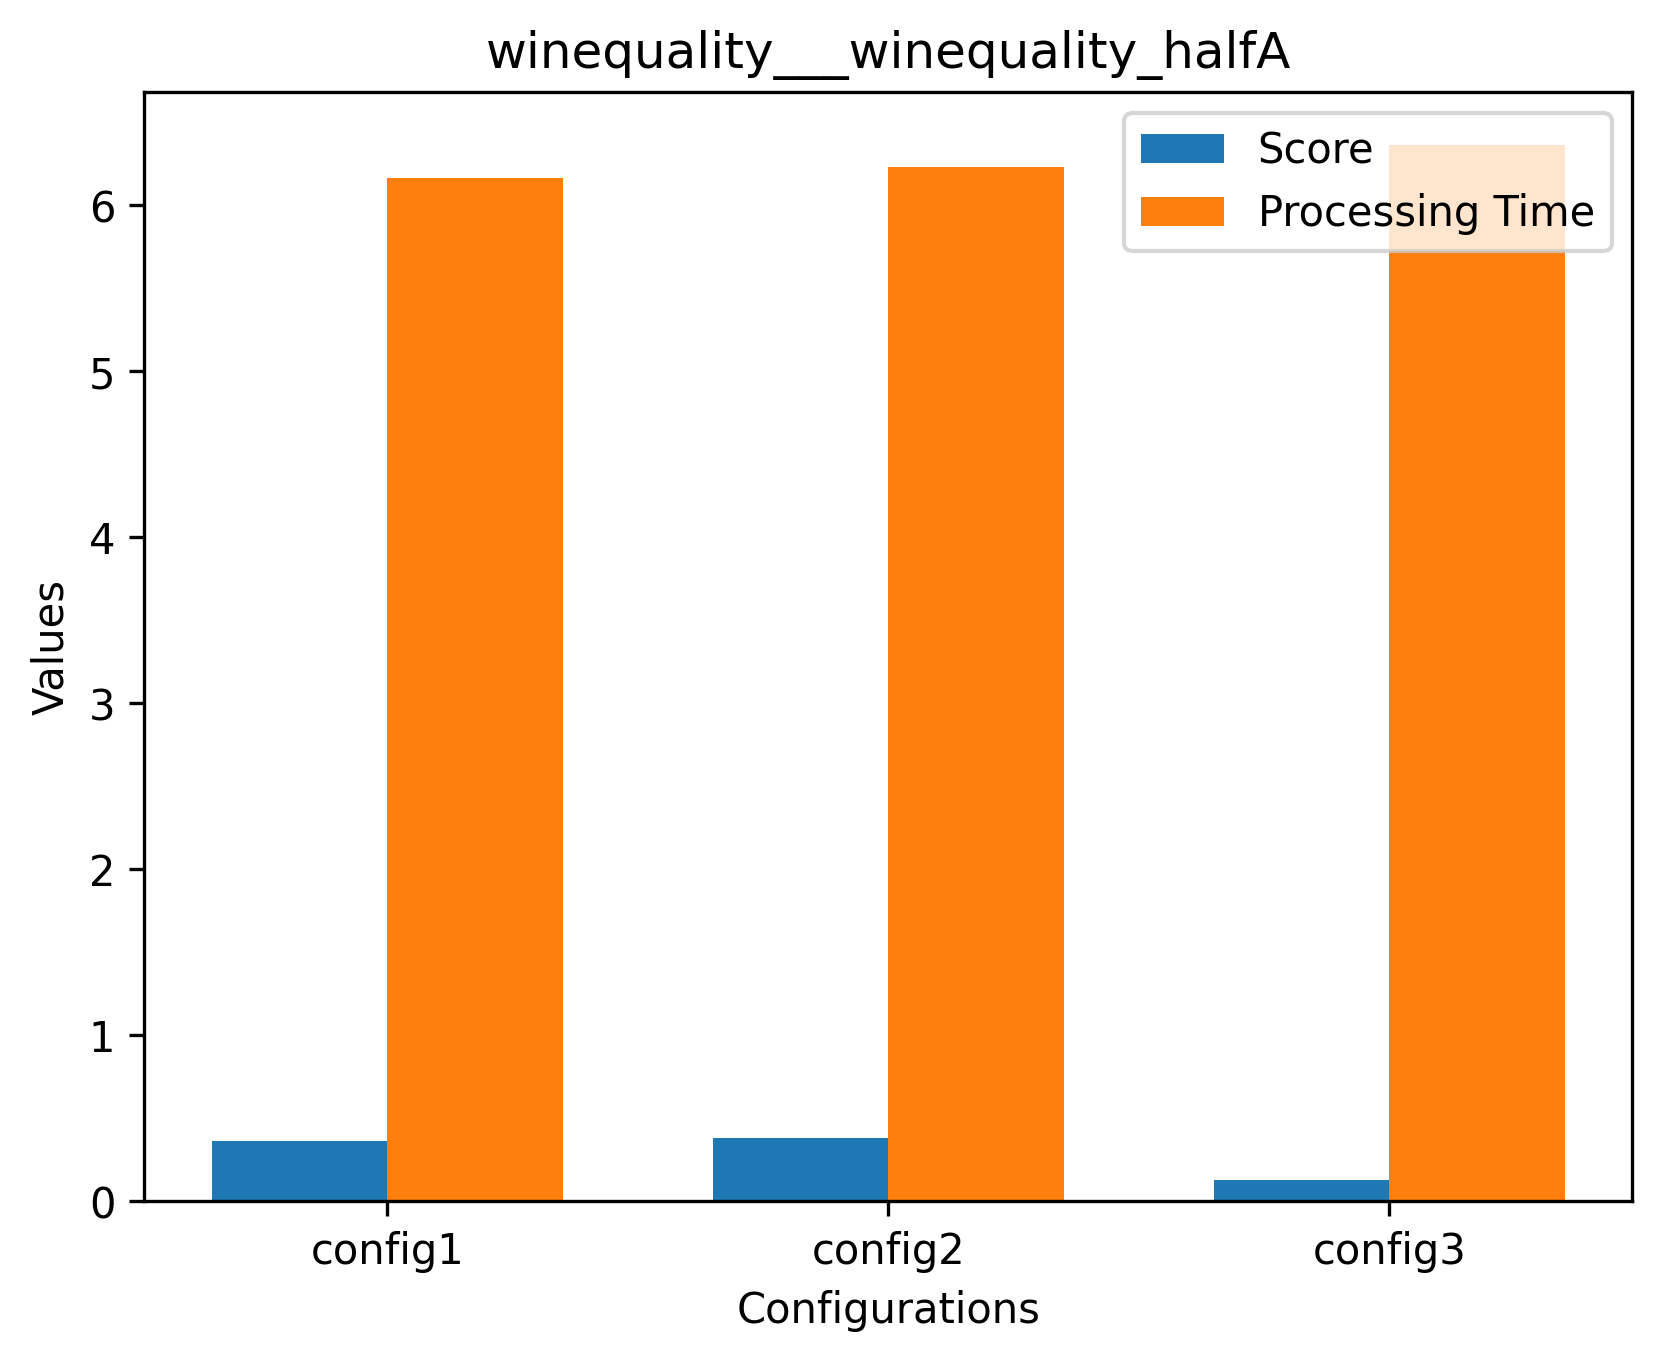 winequality___winequality_halfA
Score
Processing Time
6
5
4
3
2
1
0
Values
config1 config2 config3
Configurations